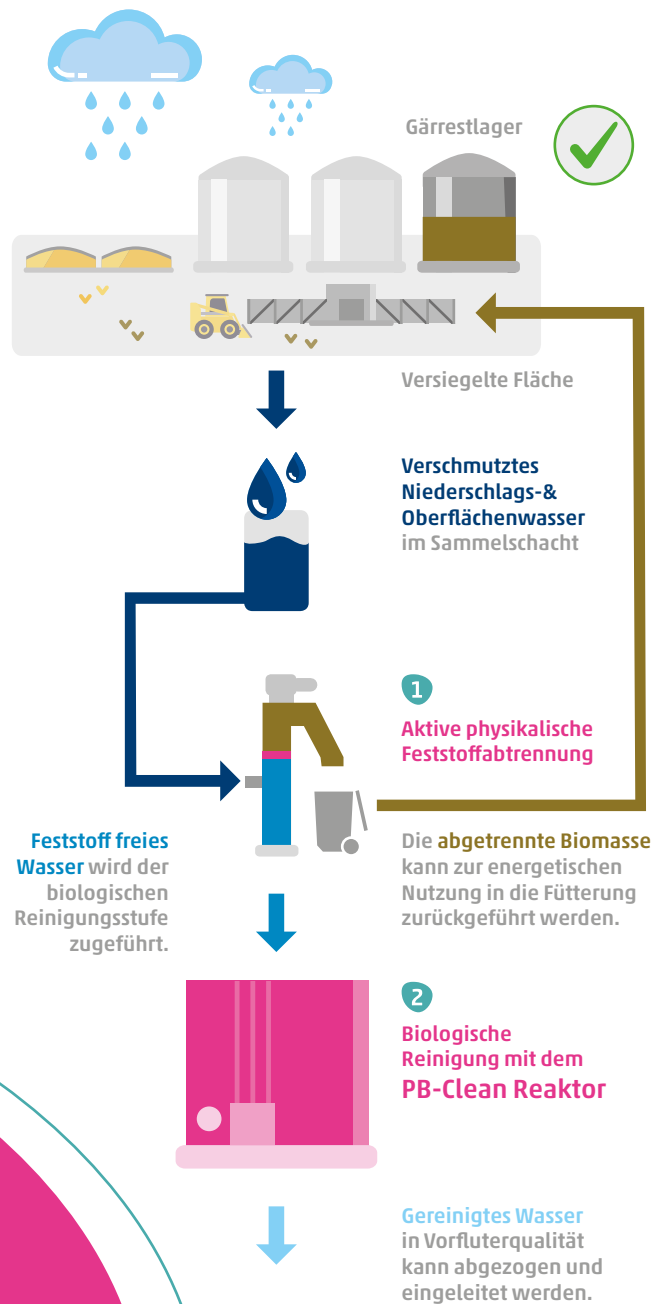 Gärrestlager
Versiegelte Fläche
Verschmutztes
Niederschlags-&
Oberflächenwasser
im Sammelschacht
1
Aktive physikalische
Feststoffabtrennung
Feststoff freies
Wasser wird der
biologischen
Reinigungsstufe
zugeführt.
Die abgetrennte Biomasse
kann zur energetischen
Nutzung in die Fütterung
zurückgeführt werden.
2
Biologische
Reinigung mit dem
PB-Clean Reaktor
Gereinigtes Wasser
in Vorfluterqualität
kann abgezogen und
eingeleitet werden.